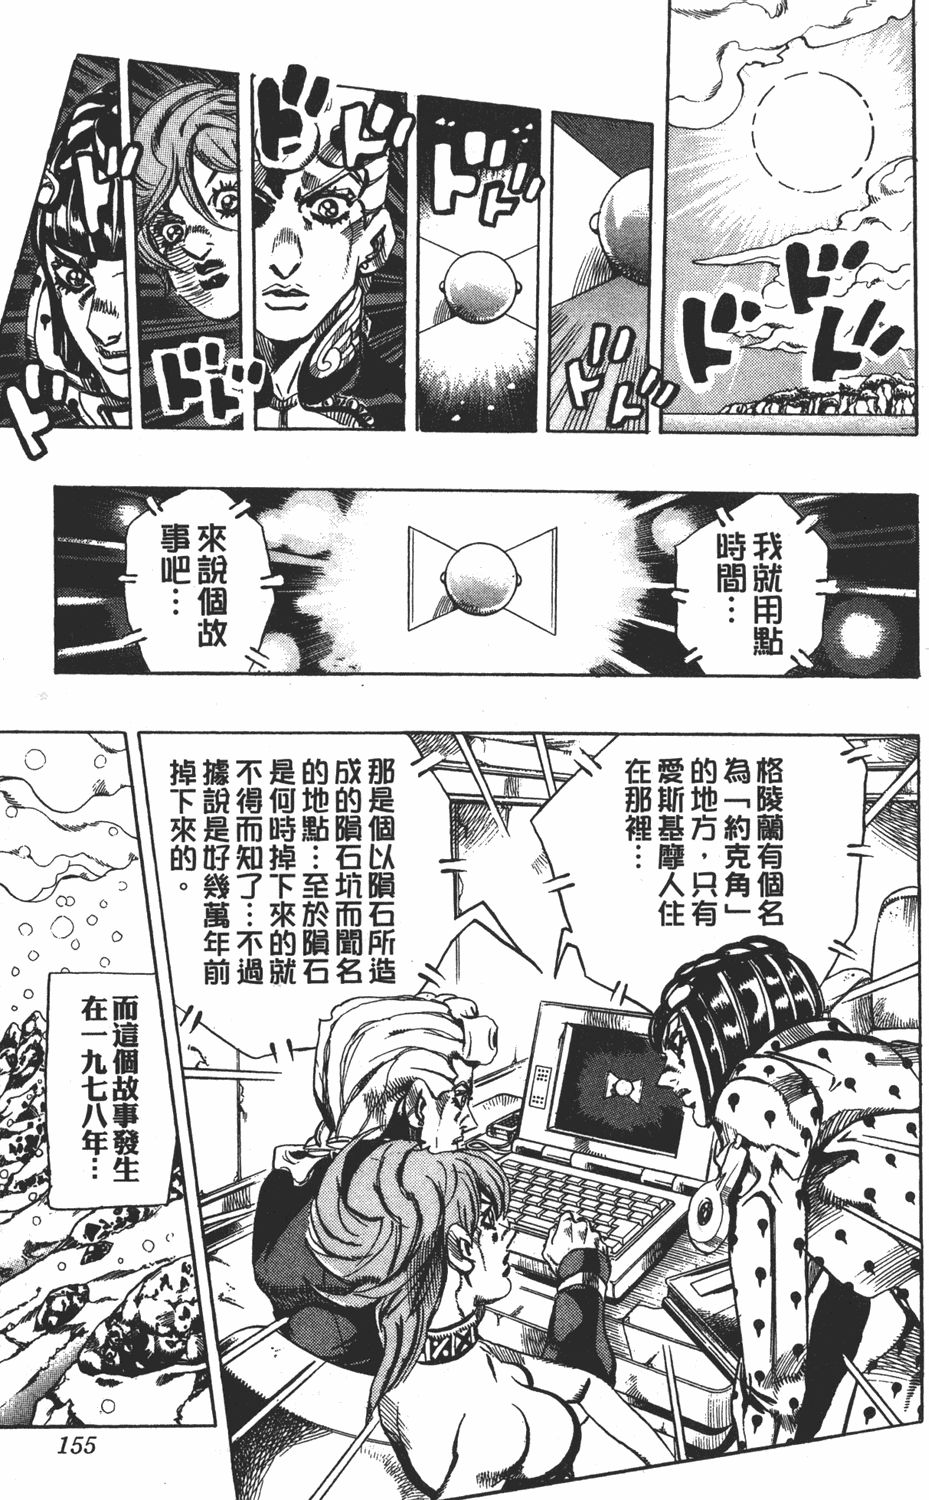 ドドドド
ドド
ドド
ドド
ドド
ドド
ドド
我就用點
時間…
來說個故
事吧…
格陵蘭有個名
為「約克角」
的地方，只有
愛斯基摩人住
在那裡…
那是個以隕石所造
成的隕石坑而聞名
的地點…至於隕石
是何時掉下來的就
不得而知了…不過
據說是好幾萬年前
掉下來的。
而這個故事發生
在一九七八年…
155